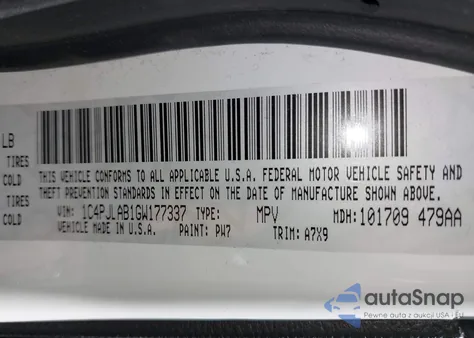 LB
TIRES
COLD
TIRES
COLD
THIS VEHICLE CONFORMS TO ALL APPLICABLE U.S.A. FEDERAL MOTOR VEHICLE SAFETY AND
THEFT PREVENTION STANDARDS IN EFFECT ON THE DATE OF MANUFACTURE SHOWN ABOVE.
VIN: 1C4PJLAB1GW177337 TYPE: MPV MDH: 101709 479AA
VEHICLE MADE IN U.S.A. PAINT: PW7 TRIM: A7X9
autoSnap
Pewne auta z aukcji USA i EU